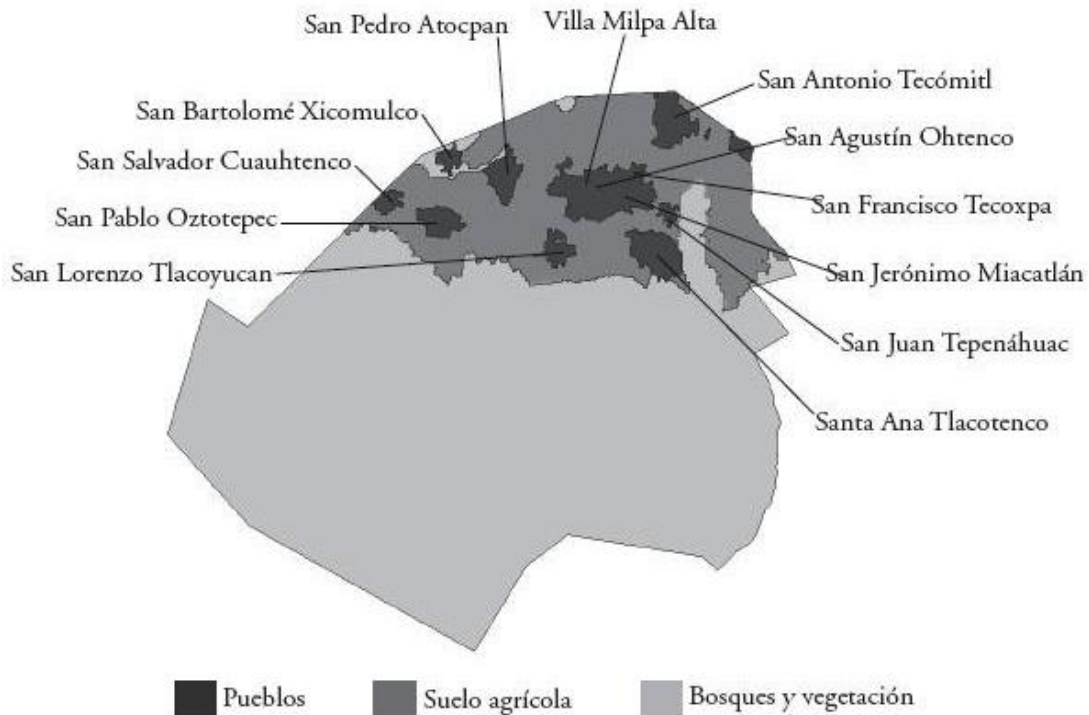 San Pedro Atocpan
Villa Milpa Alta
San Antonio Tecómitl
San Bartolomé Xicomulco
San Agustín Ohtenco
San Salvador Cuauhtenco
San Francisco Tecoxpa
San Pablo Oztotepec
San Lorenzo Tlacoyucan
San Jerónimo Miacatlán
San Juan Tepenáhuac
Santa Ana Tlacotenco
Pueblos
Suelo agrícola
Bosques y vegetación